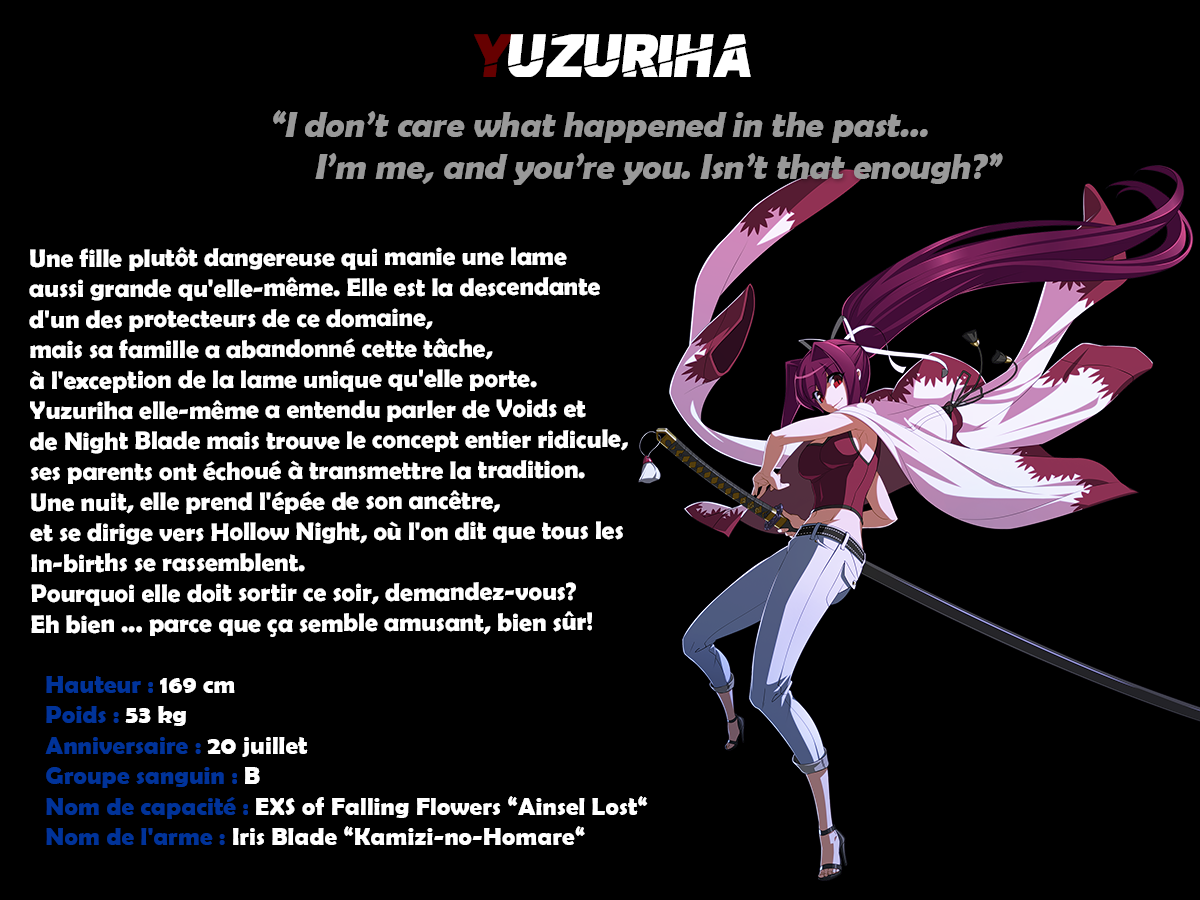 YUZURIHA
“I don’t care what happened in the past...
I’m me, and you’re you. Isn’t that enough?”
Une fille plutôt dangereuse qui manie une lame
aussi grande qu'elle-même. Elle est la descendante
d'un des protecteurs de ce domaine,
mais sa famille a abandonné cette tâche,
à l'exception de la lame unique qu'elle porte.
Yuzuriha elle-même a entendu parler de Voids et
de Night Blade mais trouve le concept entier ridicule,
ses parents ont échoué à transmettre la tradition.
Une nuit, elle prend l'épée de son ancêtre,
et se dirige vers Hollow Night, où l'on dit que tous les
In-births se rassemblent.
Pourquoi elle doit sortir ce soir, demandez-vous?
Eh bien ... parce que ça semble amusant, bien sûr!
Hauteur : 169 cm
Poids : 53 kg
Anniversaire : 20 juillet
Groupe sanguin : B
Nom de capacité : EXS of Falling Flowers “Ainsel Lost“
Nom de l'arme : Iris Blade “Kamizi-no-Homare“